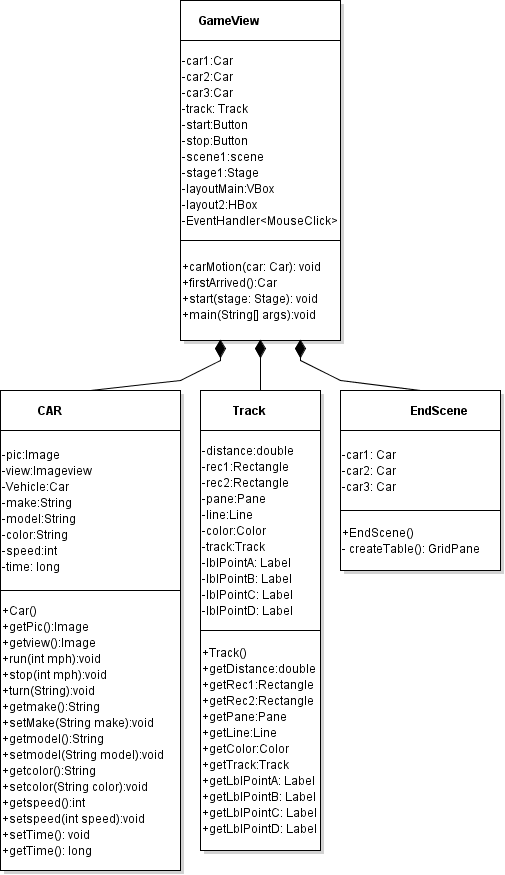 GameView
-car1:Car
-car2:Car
-car3:Car
-track: Track
-start:Button
-stop:Button
-scene1:scene
-stage1:Stage
-layoutMain:VBox
-layout2:HBox
-EventHandler<MouseClick>
+carMotion(car: Car): void
+firstArrived():Car
+start(stage: Stage): void
+main(String[] args):void
CAR
-pic:Image
-view:Imageview
-Vehicle:Car
-make:String
-model:String
-color:String
-speed:int
-time: long
+Car()
+getPic():Image
+getview():Image
+run(int mph):void
+stop(int mph):void
+turn(String):void
+getmake():String
+setMake(String make):void
+getmodel():String
+setmodel(String model):void
+getcolor():String
+setcolor(String color):void
+getspeed():int
+setspeed(int speed):void
+setTime(): void
+getTime(): long
Track
-distance:double
-rec1:Rectangle
-rec2:Rectangle
-pane:Pane
-line:Line
-color:Color
-track:Track
-lblPointA: Label
-lblPointB: Label
-lblPointC: Label
-lblPointD: Label
+Track()
+getDistance:double
+getRec1:Rectangle
+getRec2:Rectangle
+getPane:Pane
+getLine:Line
+getColor:Color
+getTrack:Track
+getLblPointA: Label
+getLblPointB: Label
+getLblPointC: Label
+getLblPointD: Label
EndScene
-car1: Car
-car2: Car
-car3: Car
+EndScene()
- createTable(): GridPane